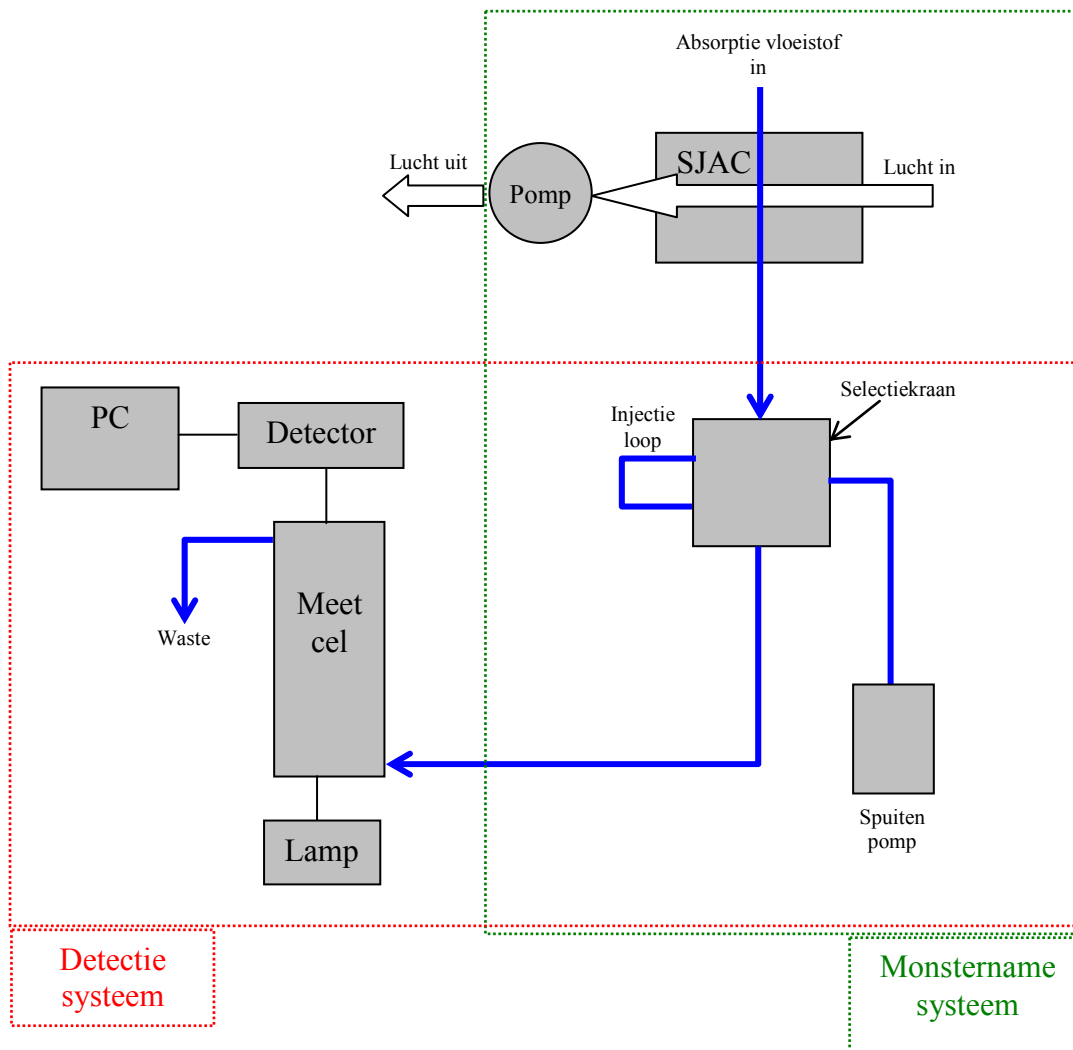 Absorptie vloeistof
in
SJAC
Lucht uit
Lucht in
Pomp
Selectiekraan
PC
Detector
Injectie
loop
Meet
cel
Waste
Spuiten
pomp
Lamp
Detectie
systeem
Monstername
systeem